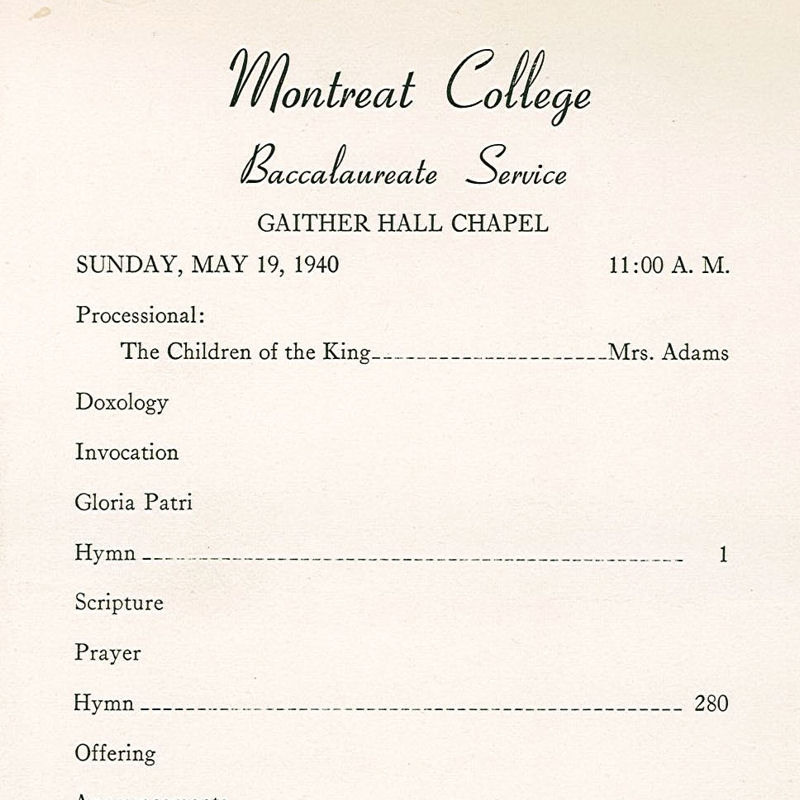 Montreat College
Baccalaureate Service
GAITHER HALL CHAPEL
SUNDAY, MAY 19, 1940 11:00 A. M.
Processional:
The Children of the King Mrs. Adams
Doxology
Invocation
Gloria Patri
Hymn 1
Scripture
Prayer
Hymn 280
Offering